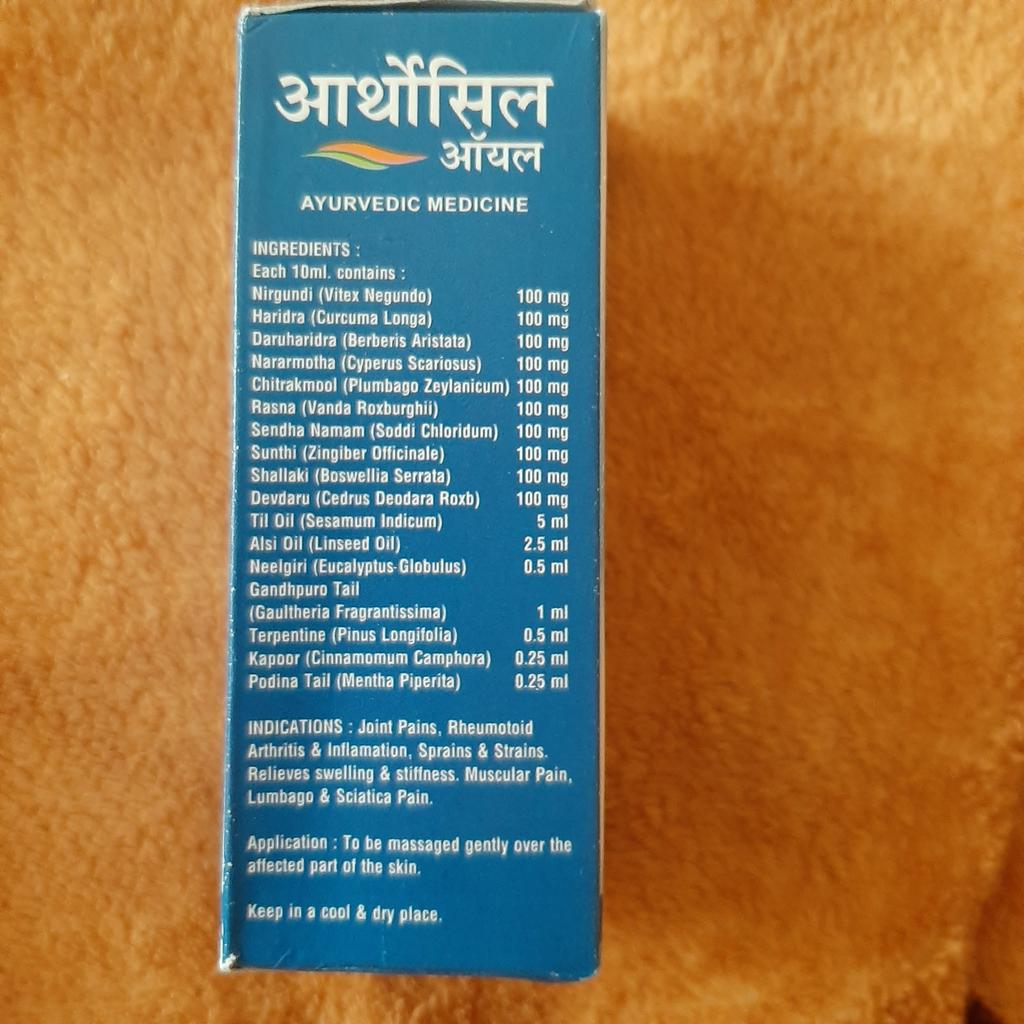 आर्थोसिल
ऑयल
AYURVEDIC MEDICINE
INGREDIENTS :
Each 10ml. contains :
Nirgundi (Vitex Negundo) 100 mg
Haridra (Curcuma Longa) 100 mg
Daruharidra (Berberis Aristata) 100 mg
Nararmotha (Cyperus Scariosus) 100 mg
Chitrakmool (Plumbago Zeylanicum) 100 mg
Rasna (Vanda Roxburghii) 100 mg
Sendha Namam (Soddi Chloridum) 100 mg
Sunthi (Zingiber Officinale) 100 mg
Shallaki (Boswellia Serrata) 100 mg
Devdaru (Cedrus Deodara Roxb) 100 mg
Til Oil (Sesamum Indicum) 5 ml
Alsi Oil (Linseed Oil) 2.5 ml
Neelgiri (Eucalyptus-Globulus) 0.5 ml
Gandhpuro Tail
(Gaultheria Fragrantissima) 1 ml
Terpentine (Pinus Longifolia) 0.5 ml
Kapoor (Cinnamomum Camphora) 0.25 ml
Podina Tail (Mentha Piperita) 0.25 ml
INDICATIONS : Joint Pains, Rheumotoid
Arthritis & Inflamation, Sprains & Strains.
Relieves swelling & stiffness. Muscular Pain,
Lumbago & Sciatica Pain.
Application : To be massaged gently over the
affected part of the skin.
Keep in a cool & dry place.